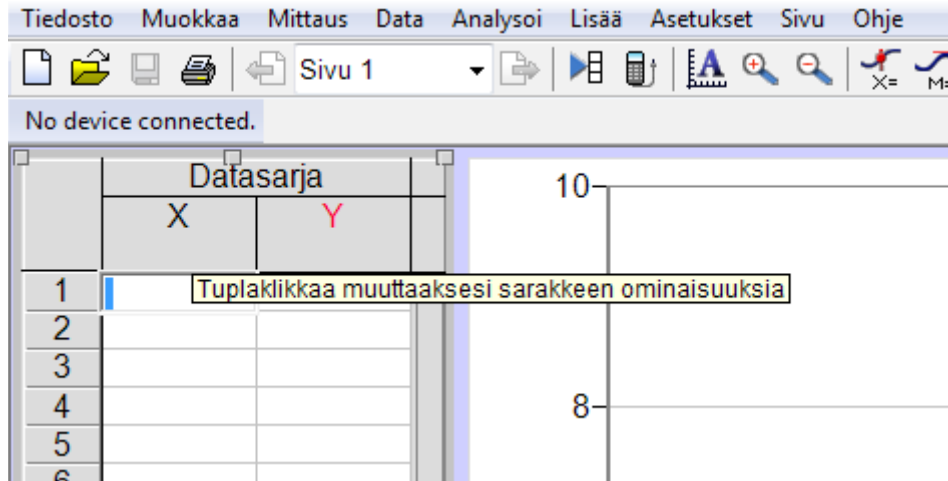 Tiedosto Muokkaa Mittaus Data Analysoi Lisää Asetukset Sivu Ohje
Sivu 1
A
X=
No device connected.
Datasarja
X Y
Tuplaklikkaa muuttaaksesi sarakkeen ominaisuuksia
1
2
3
4
5
10
8